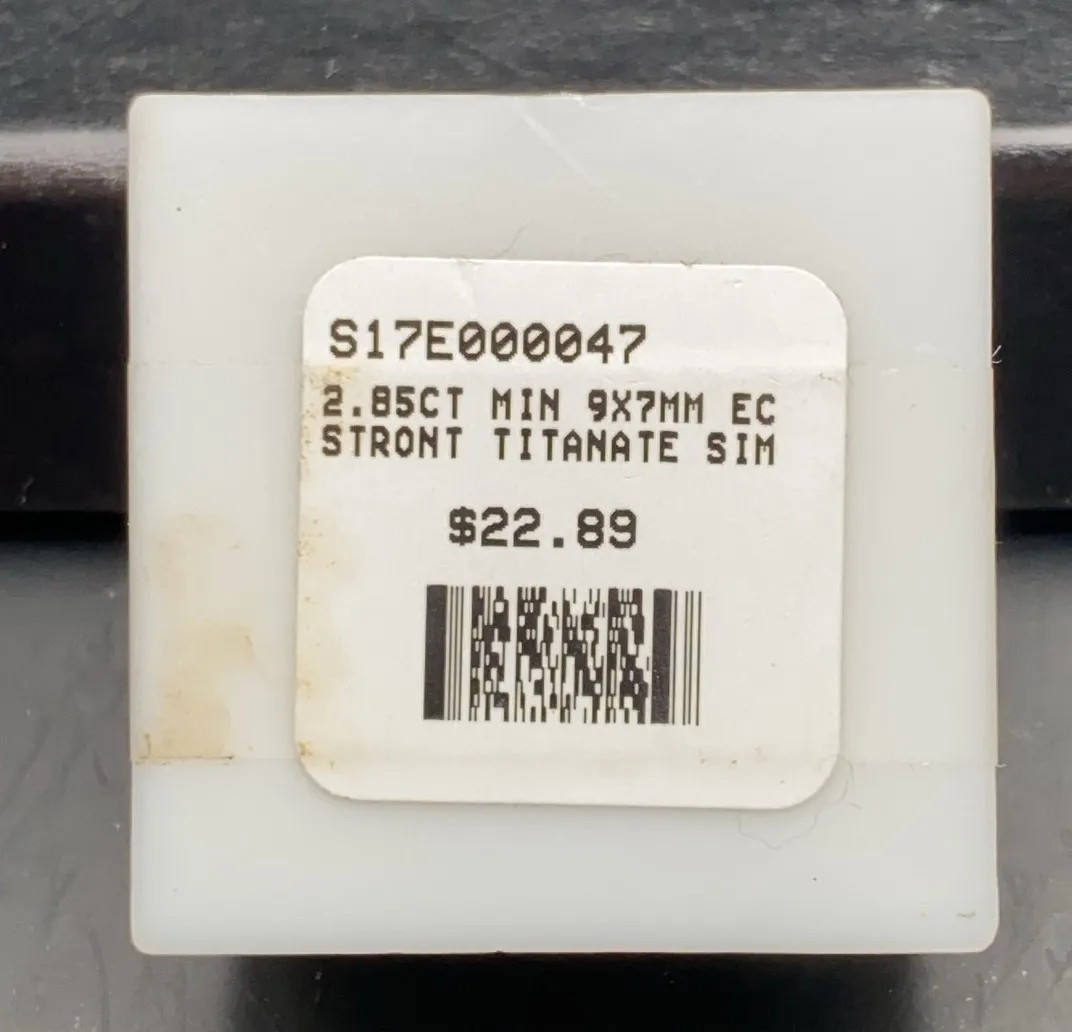 S17E000047
2.85CT MIN 9X7MM EC
STRONT TITANATE SIM
$22.89